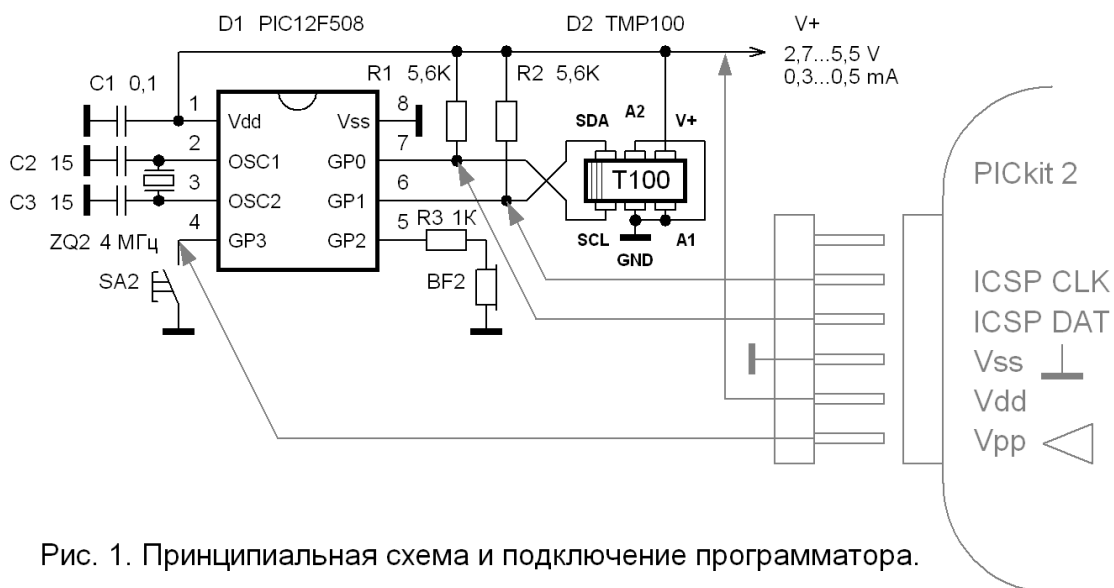 D1 PIC12F508
D2 TMP100
V+
2,7...5,5 V
0,3...0,5 mA
R1 5,6K
R2 5,6K
C1 0,1
1
8
Vdd
Vss
2
7
C2 15
OSC1
GP0
3
6
C3 15
OSC2
GP1
4
5
ZQ2 4 МГц
GP3
GP2
R3 1К
SA2
BF2
SDA
A2
V+
T100
SCL
A1
GND
PICkit 2
ICSP CLK
ICSP DAT
Vss
Vdd
Vpp
Рис. 1. Принципиальная схема и подключение программатора.